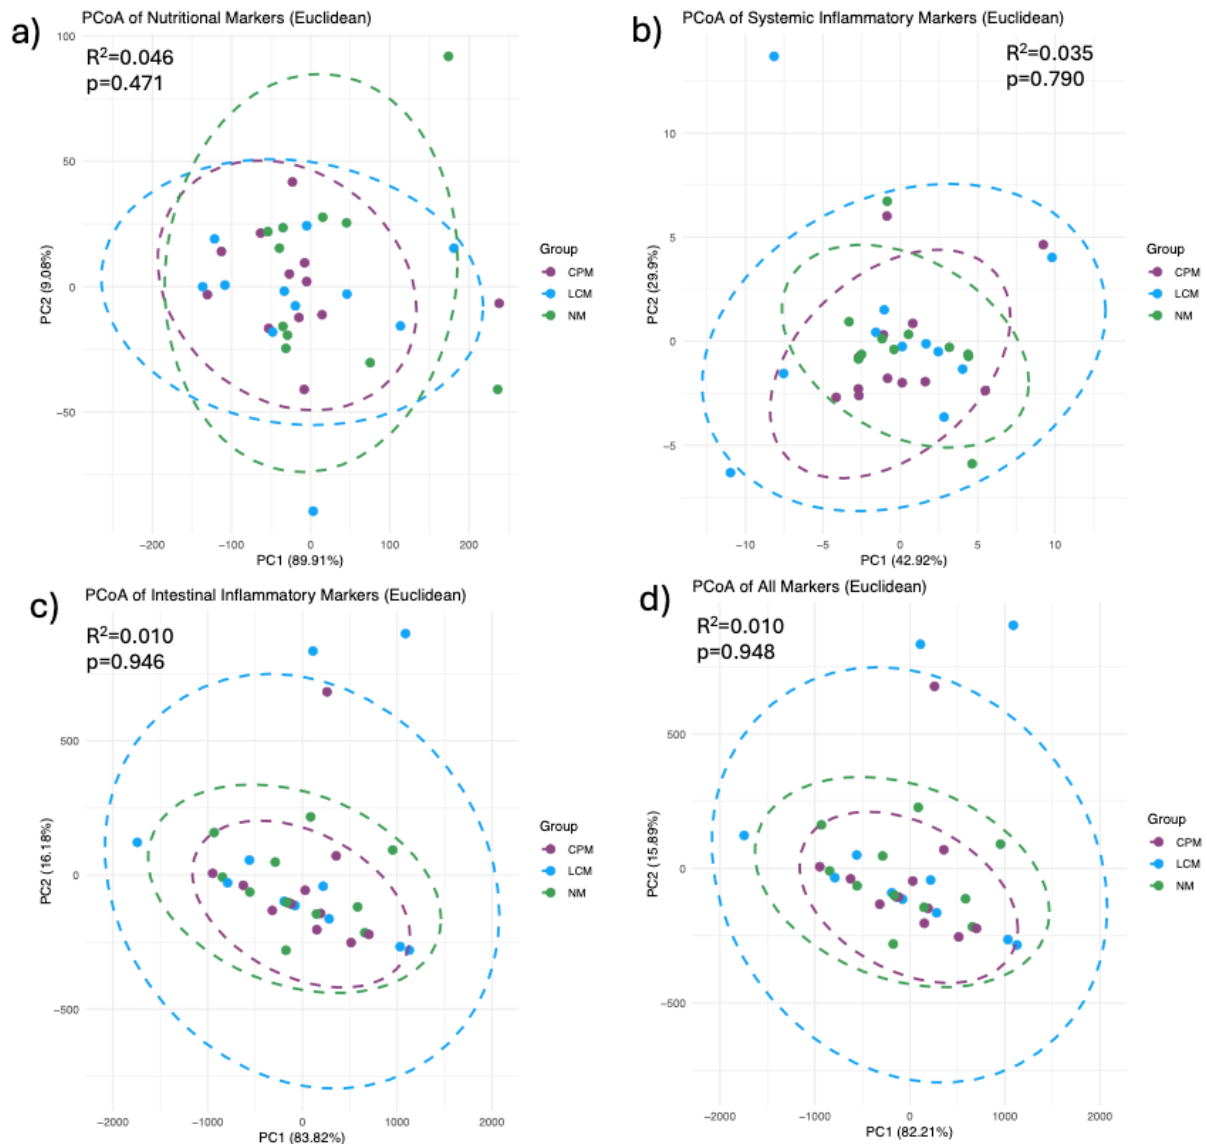 a)
PCoA of Nutritional Markers (Euclidean)
R²=0.046
p=0.471
100
50
0
−50
−200
−100
0
100
200
PC2 (9.08%)
PC1 (89.91%)
Group
CPM
LCM
NM
b)
PCoA of Systemic Inflammatory Markers (Euclidean)
R²=0.035
p=0.790
10
5
0
−5
−10
−5
0
5
10
PC2 (29.9%)
PC1 (42.92%)
Group
CPM
LCM
NM
c)
PCoA of Intestinal Inflammatory Markers (Euclidean)
R²=0.010
p=0.946
500
0
−500
−2000
−1000
0
1000
2000
PC2 (16.18%)
PC1 (83.82%)
Group
CPM
LCM
NM
d)
PCoA of All Markers (Euclidean)
R²=0.010
p=0.948
500
0
−500
−2000
−1000
0
1000
2000
PC2 (15.89%)
PC1 (82.21%)
Group
CPM
LCM
NM